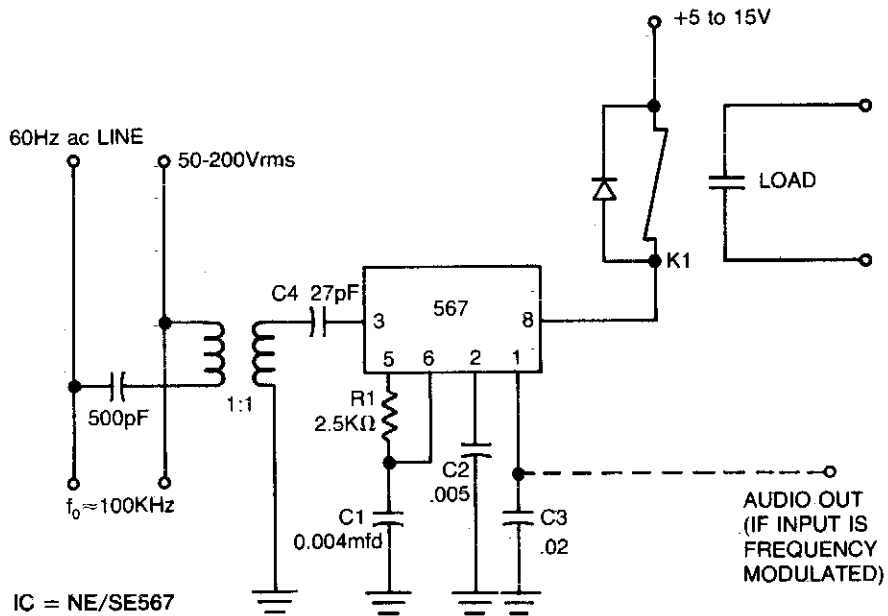 +5 to 15V
60Hz ac LINE
50-200Vrms
LOAD
K1
C4 27pF
567
3
8
5
6
2
1
500pF
1:1
R1
2.5KΩ
C2
.005
f₀≈100KHz
C1
0.004mfd
C3
.02
AUDIO OUT
(IF INPUT IS
FREQUENCY
MODULATED)
IC = NE/SE567